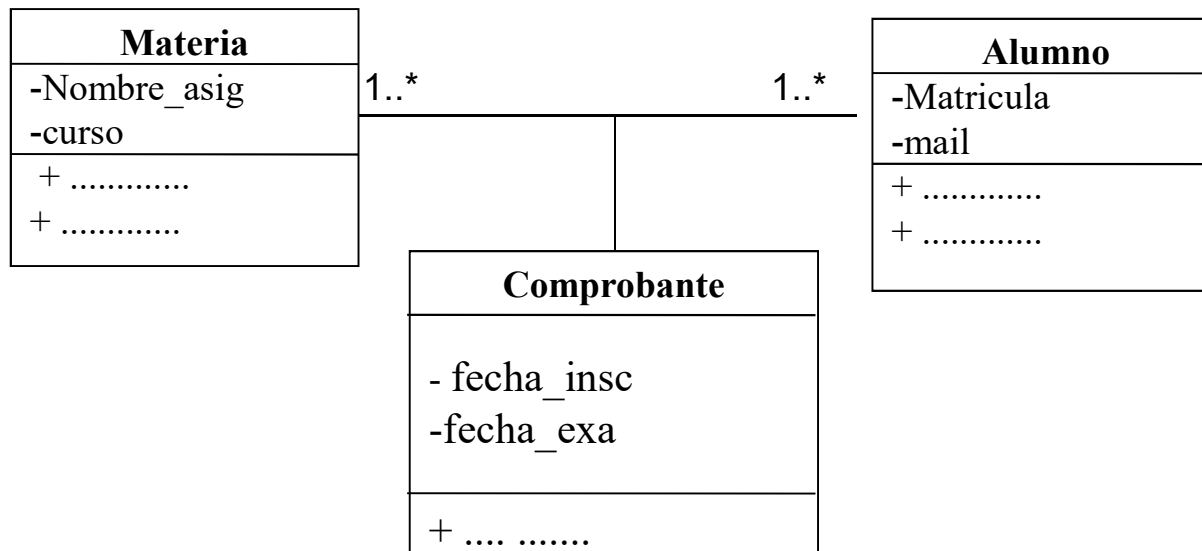 Materia
-Nombre_asig
-curso
+ .............
+ .............
1..*
1..*
Alumno
-Matricula
-mail
+ .............
+ .............
Comprobante
- fecha_insc
-fecha_exa
+ .... .......